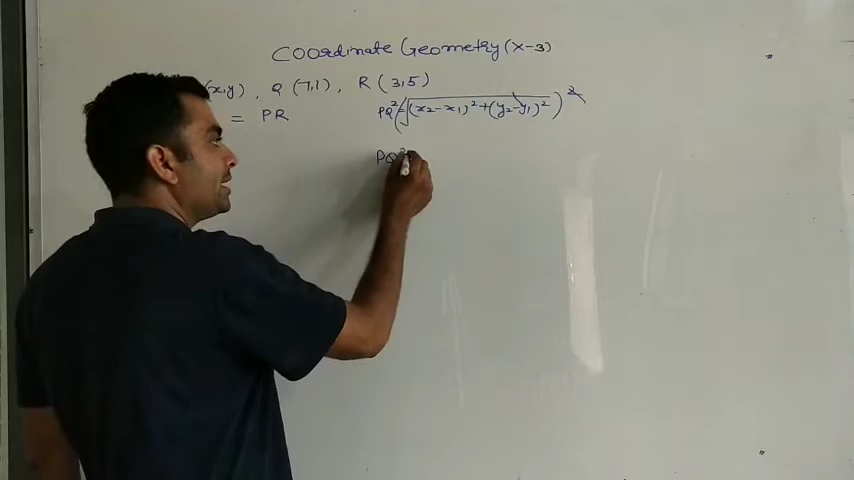 Coordinate Geometry (X-3)
(x,y), Q (7,1), R (3,5)
= PR
PQ² = (√(x₂-x₁)²+(y₂-y₁)²)²
PQ²